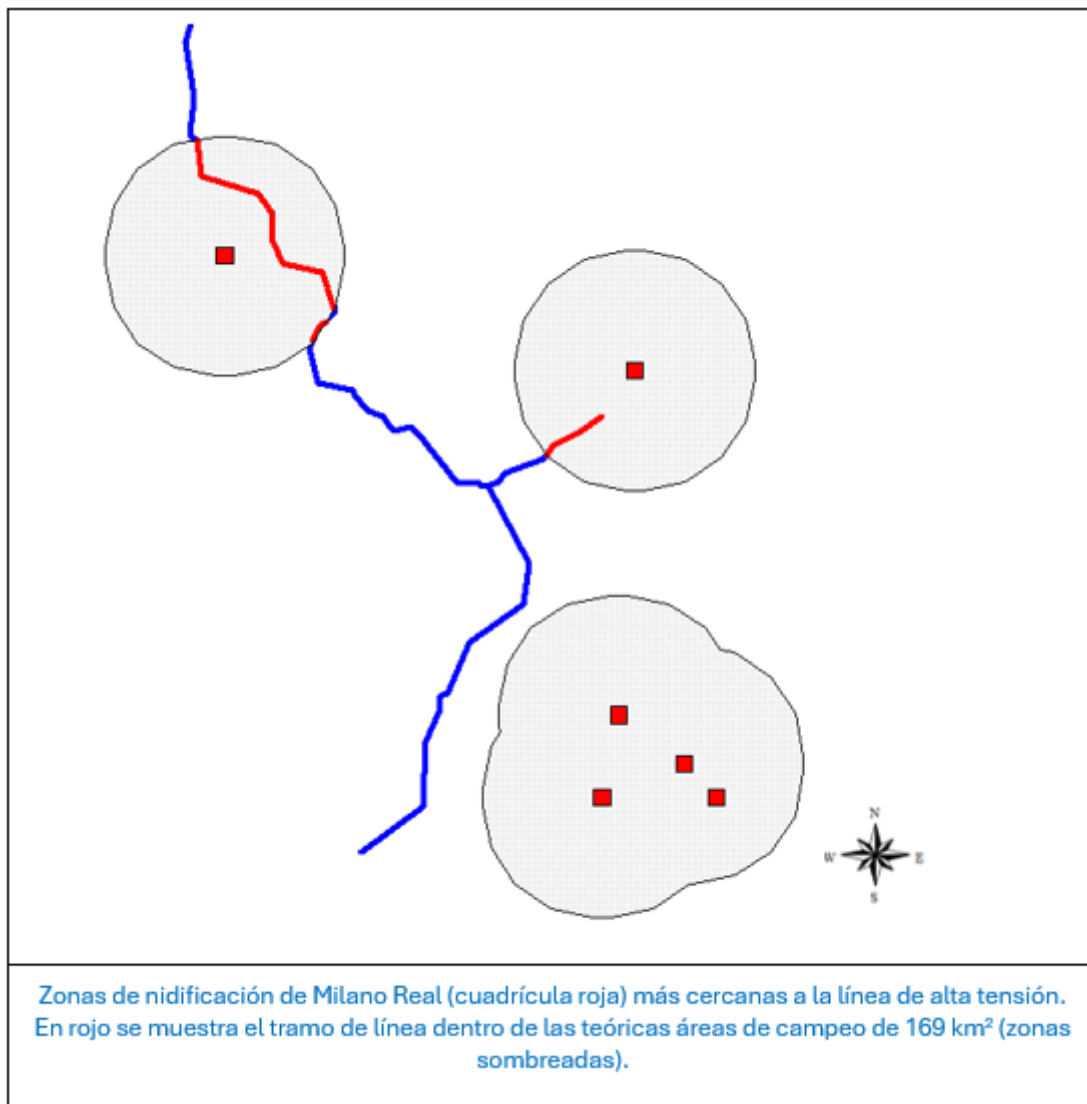 N
W E
S
Zonas de nidificación de Milano Real (cuadrícula roja) más cercanas a la línea de alta tensión.
En rojo se muestra el tramo de línea dentro de las teóricas áreas de campeo de 169 km² (zonas
sombreadas).